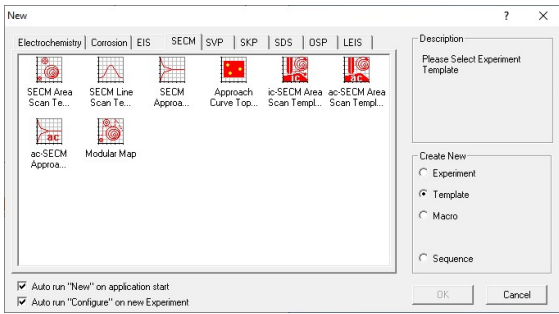 New
?
X
Electrochemistry
Corrosion
EIS
SECM
SVP
SKP
SDS
OSP
LEIS
SECM Area
Scan Te...
SECM Line
Scan Te...
SECM
Approa...
Approach
Curve Top...
ic-SECM Area
Scan Templ...
ac-SECM Area
Scan Templ...
ac-SECM
Approa...
Modular Map
Auto run "New" on application start
Auto run "Configure" on new Experiment
Description
Please Select Experiment
Template
Create New
Experiment
Template
Macro
Sequence
OK
Cancel